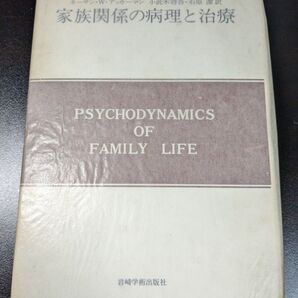 ネーサン・W・アッカーマン 小此木啓吾・石原 潔 訳
家族関係の病理と治療
PSYCHODYNAMICS
OF
FAMILY LIFE
岩崎学術出版社